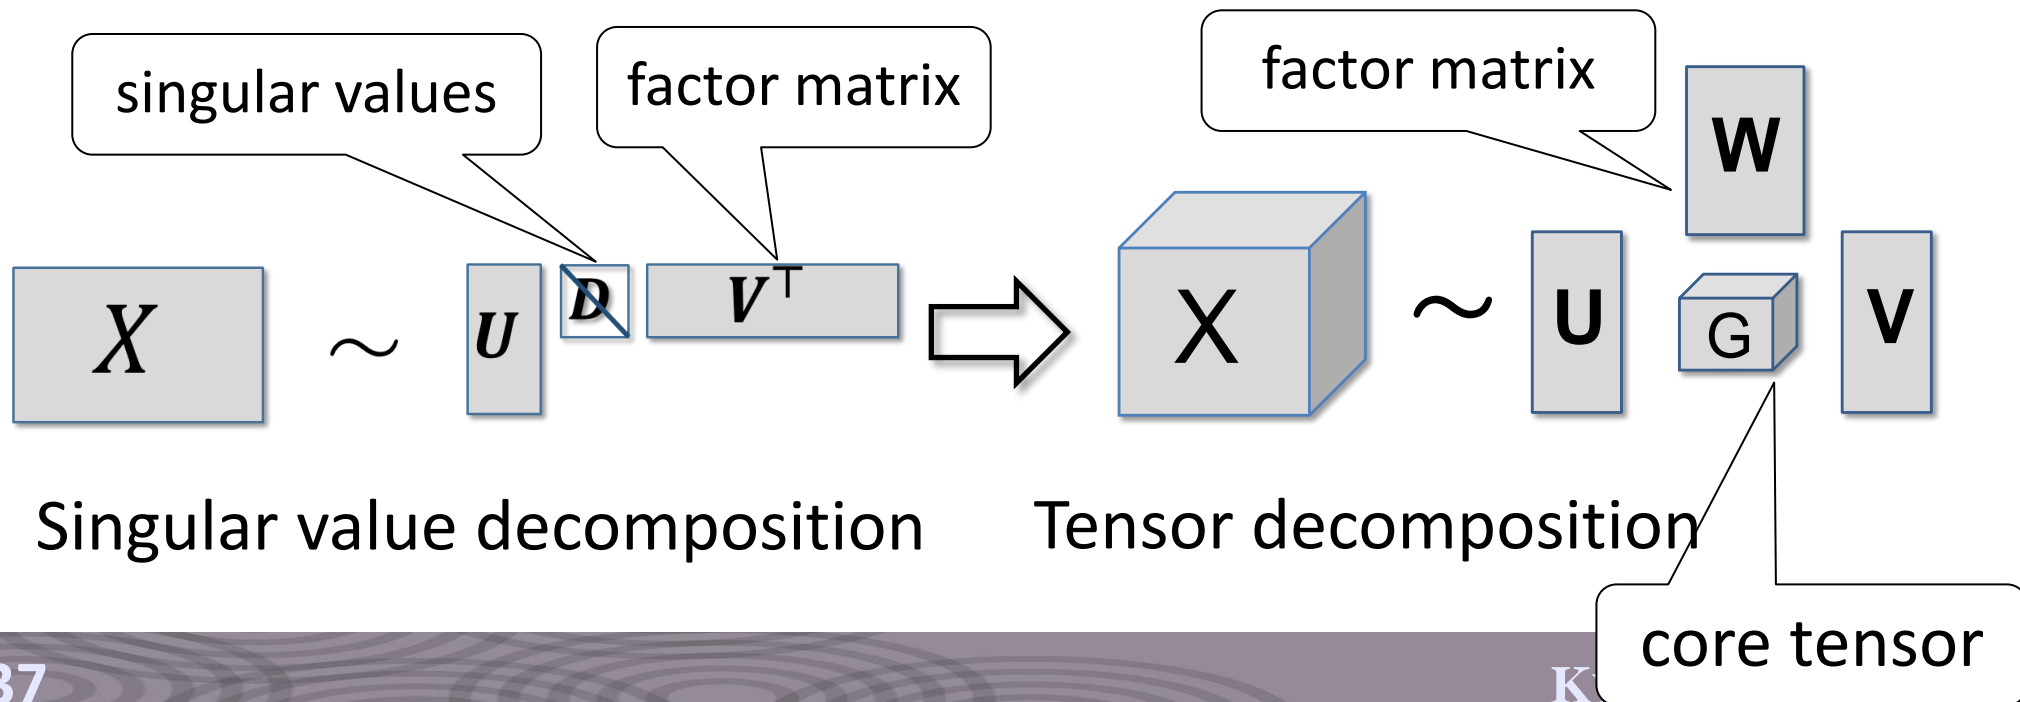 singular values
factor matrix
factor matrix
W
X ~ U D V⊤
X ~ U G V
Singular value decomposition
Tensor decomposition
core tensor
37